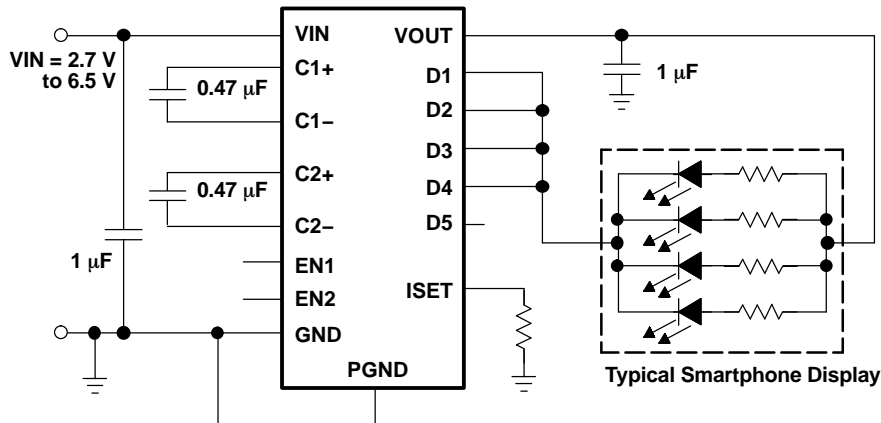 VIN
VOUT
VIN = 2.7 V
to 6.5 V
C1+
0.47 μF
C1−
D1
D2
D3
D4
D5
1 μF
C2+
0.47 μF
C2−
1 μF
EN1
EN2
ISET
GND
PGND
Typical Smartphone Display